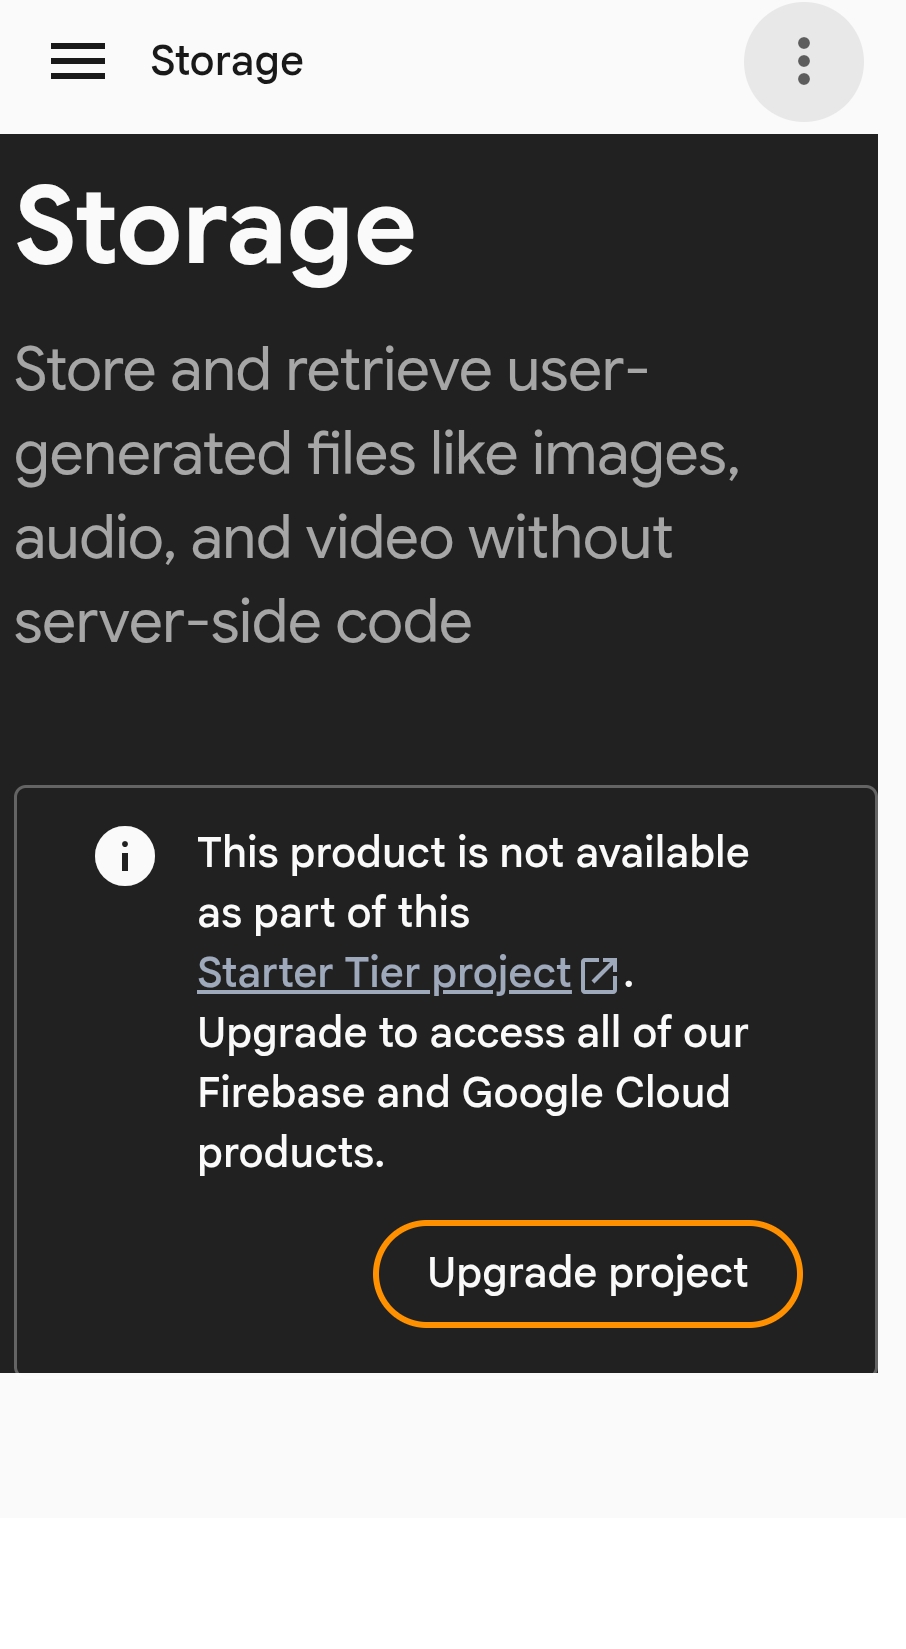 Storage
Storage
Store and retrieve user-
generated files like images,
audio, and video without
server-side code
This product is not available
as part of this
Starter Tier project.
Upgrade to access all of our
Firebase and Google Cloud
products.
Upgrade project